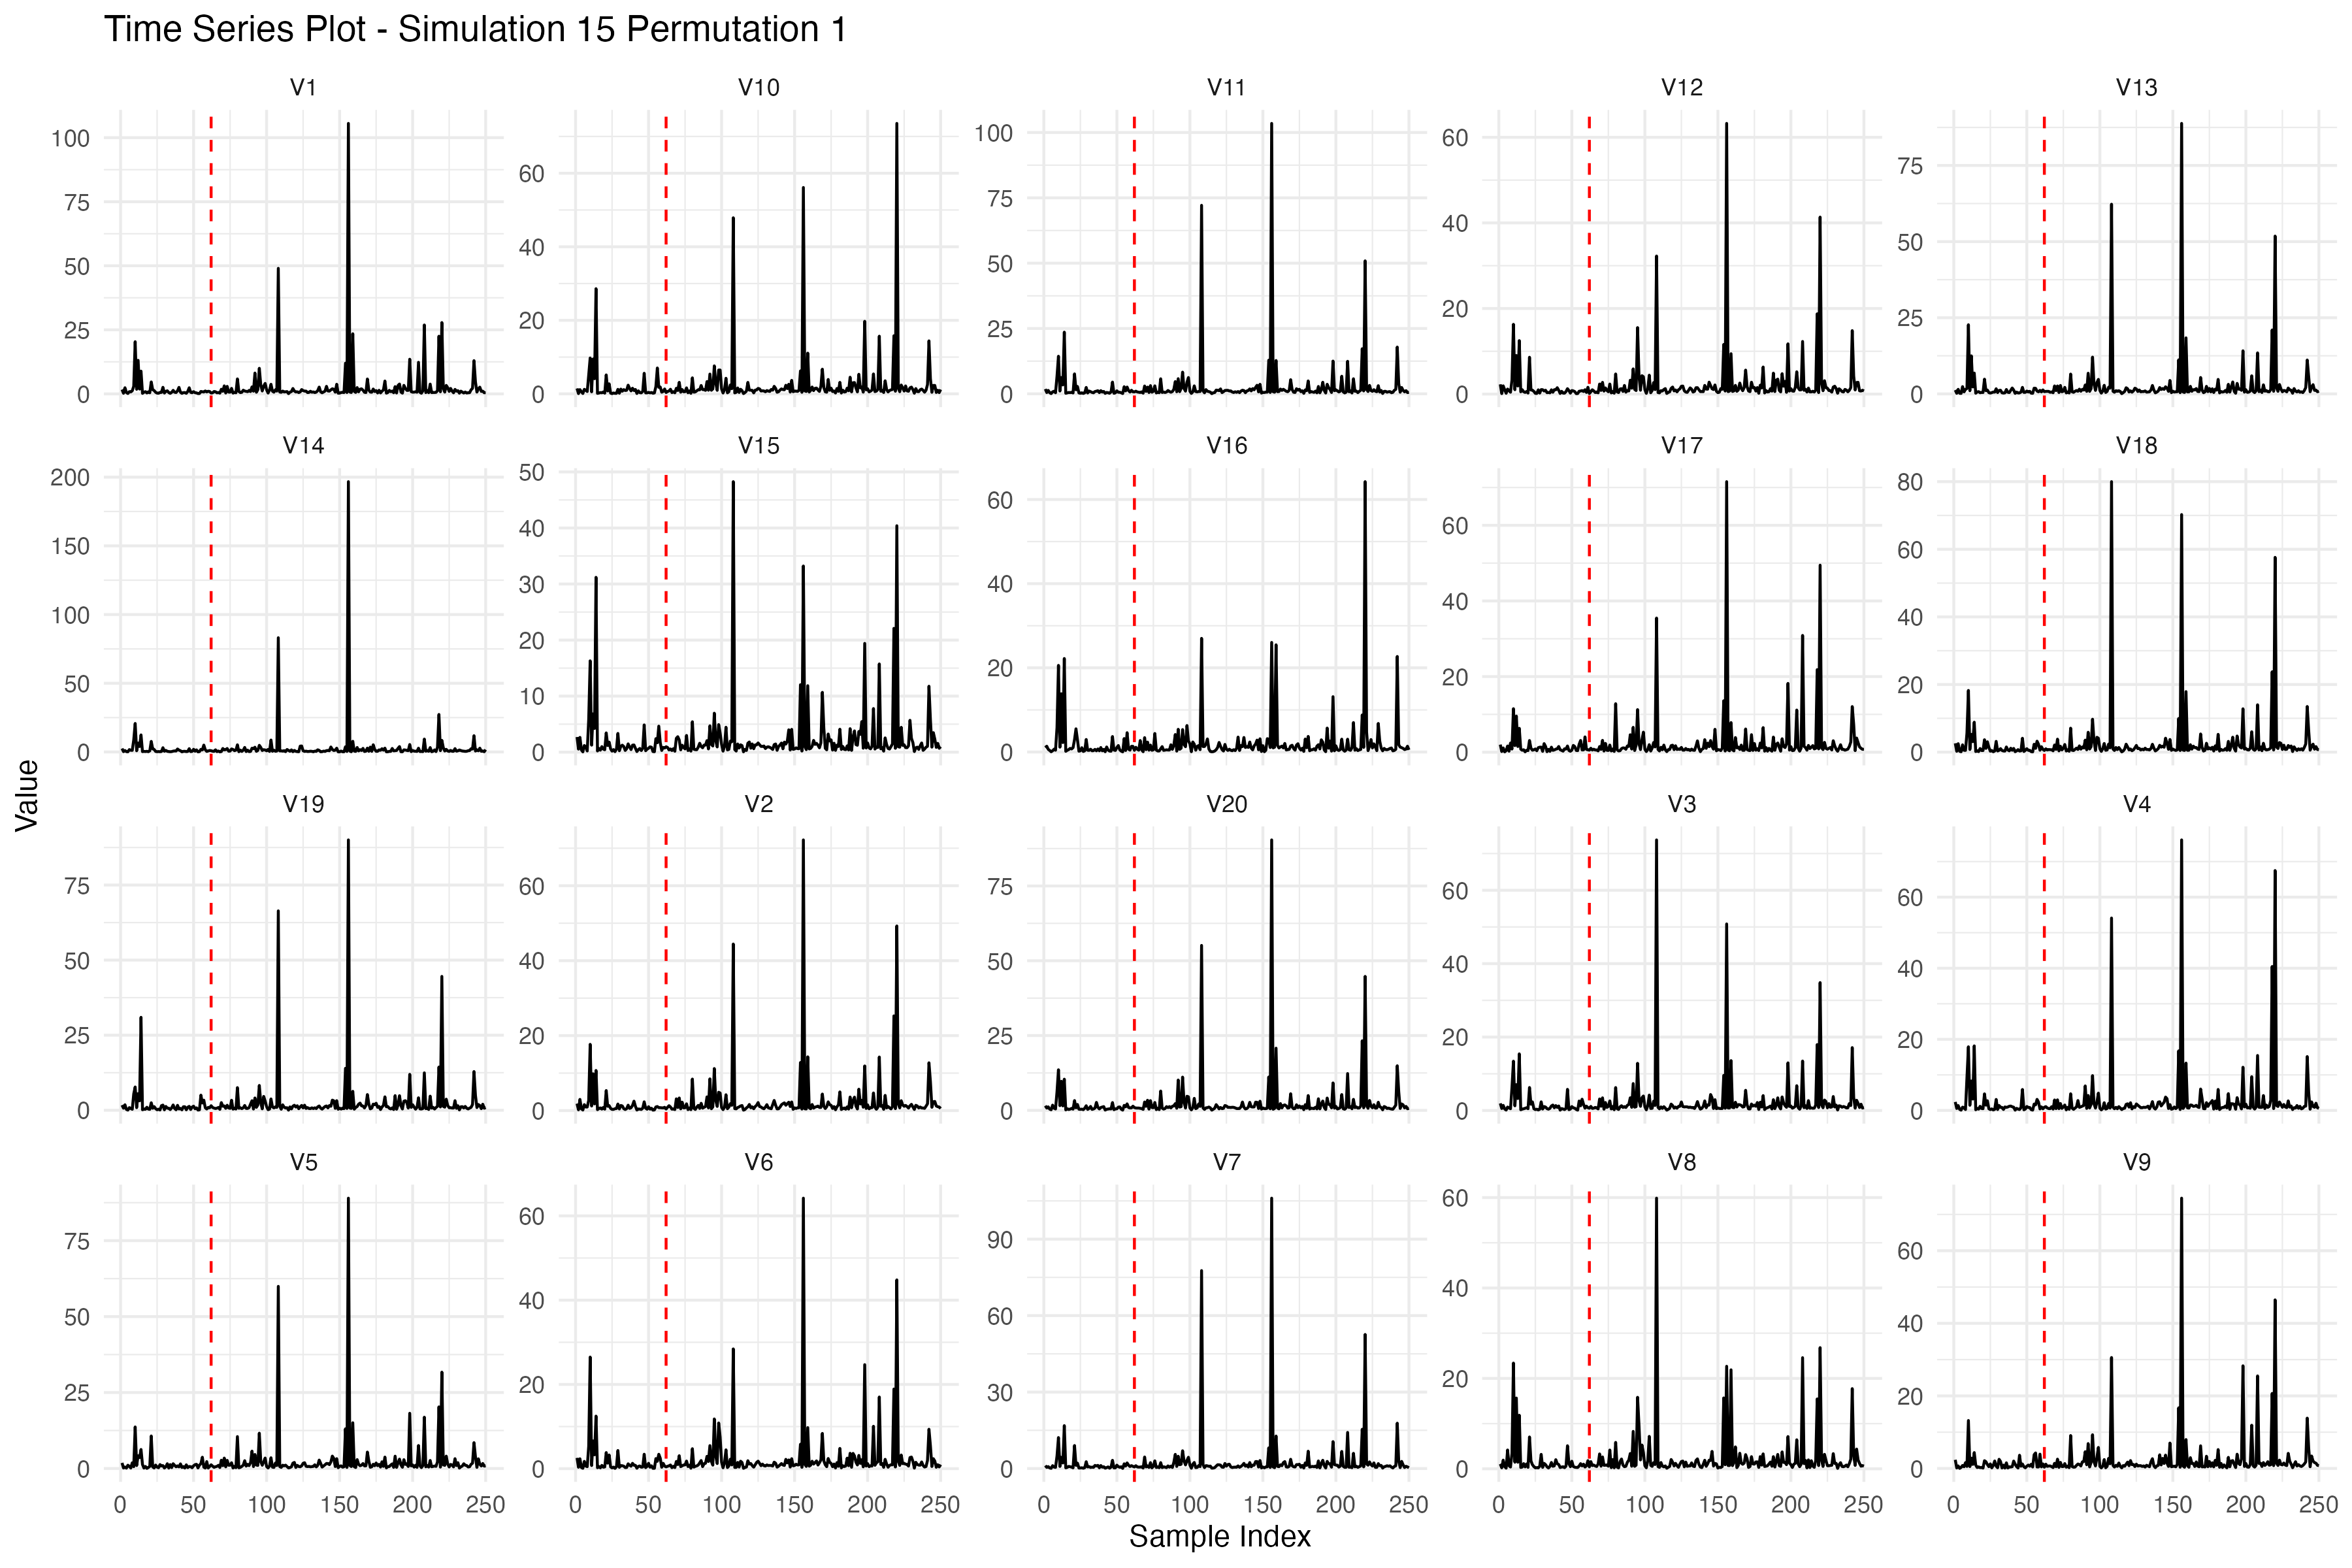 Time Series Plot - Simulation 15 Permutation 1
V1 V10 V11 V12 V13
100 75 50 25 0
60 40 20 0
100 75 50 25 0
60 40 20 0
75 50 25 0
V14 V15 V16 V17 V18
200 150 100 50 0
50 40 30 20 10 0
60 40 20 0
60 40 20 0
80 60 40 20 0
Value
V19 V2 V20 V3 V4
75 50 25 0
60 40 20 0
75 50 25 0
60 40 20 0
60 40 20 0
V5 V6 V7 V8 V9
75 50 25 0
60 40 20 0
90 60 30 0
60 40 20 0
60 40 20 0
0 50 100 150 200 250 0 50 100 150 200 250 0 50 100 150 200 250 0 50 100 150 200 250 0 50 100 150 200 250
Sample Index